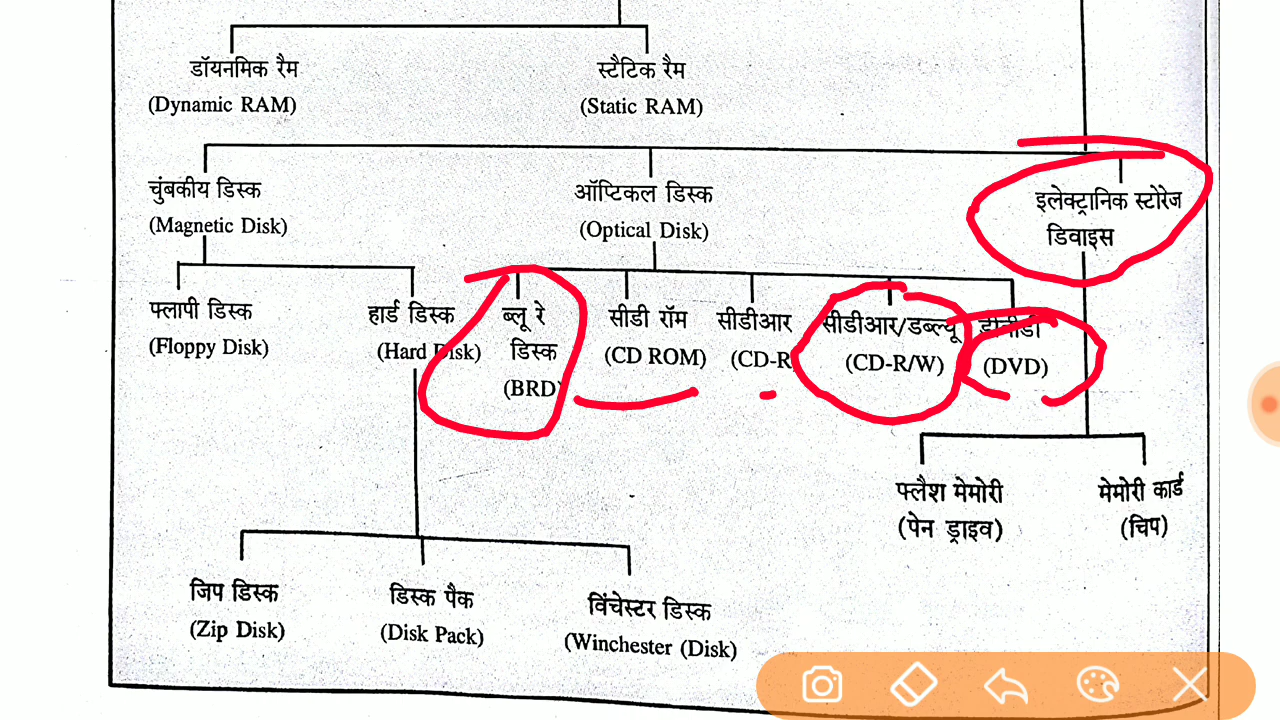 डॉयनमिक रैम
(Dynamic RAM)
स्टैटिक रैम
(Static RAM)
चुंबकीय डिस्क
(Magnetic Disk)
ऑप्टिकल डिस्क
(Optical Disk)
इलेक्ट्रानिक स्टोरेज
डिवाइस
फ्लापी डिस्क
(Floppy Disk)
हार्ड डिस्क
(Hard Disk)
ब्लू रे
डिस्क
(BRD)
सीडी रॉम
(CD ROM)
सीडीआर
(CD-R
सीडीआर/डब्ल्यू
(CD-R/W)
डीवीडी
(DVD)
फ्लैश मेमोरी
(पेन ड्राइव)
मेमोरी कार्ड
(चिप)
जिप डिस्क
(Zip Disk)
डिस्क पैक
(Disk Pack)
विंचेस्टर डिस्क
(Winchester (Disk)